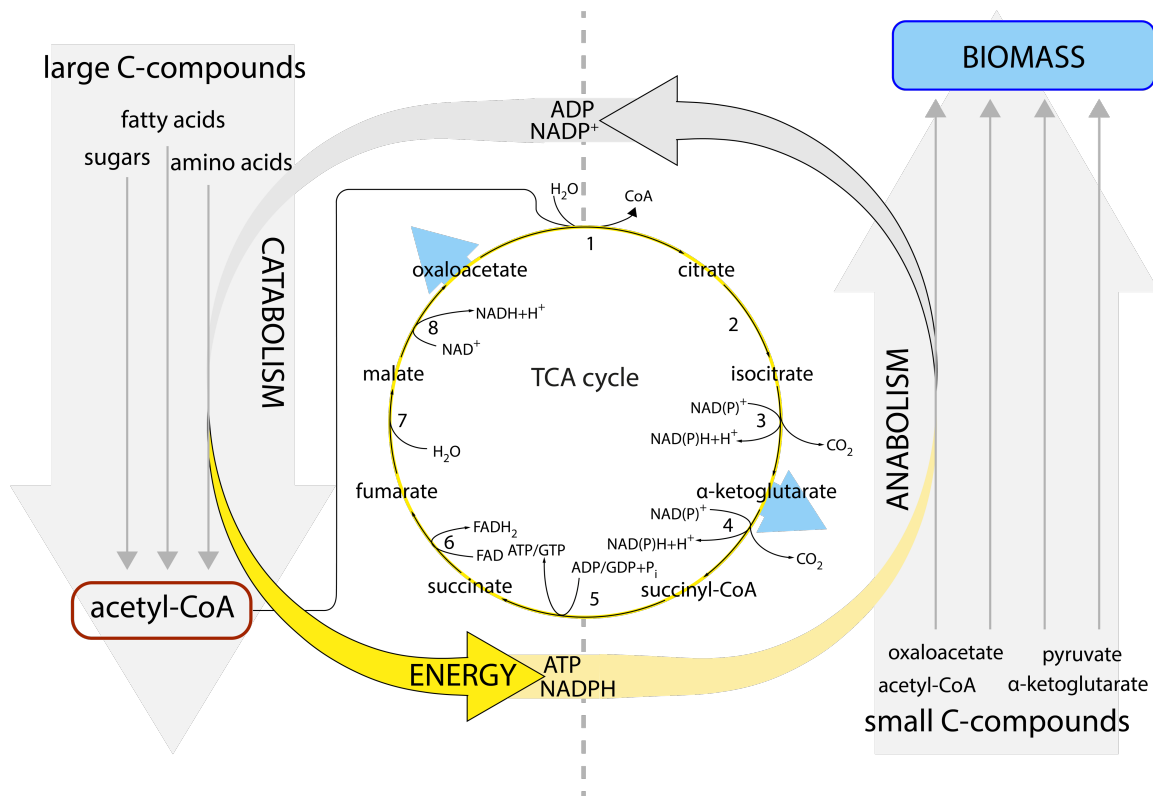 large C-compounds
fatty acids
sugars
amino acids
CATABOLISM
acetyl-CoA
ADP
NADP⁺
BIOMASS
H₂O
CoA
1
oxaloacetate
citrate
2
NADH+H⁺
8
NAD⁺
malate
TCA cycle
isocitrate
NAD(P)⁺
3
NAD(P)H+H⁺
CO₂
7
H₂O
fumarate
α-ketoglutarate
NAD(P)⁺
4
NAD(P)H+H⁺
CO₂
FADH₂
6
FAD
ATP/GTP
ADP/GDP+Pᵢ
succinate
5
succinyl-CoA
ENERGY
ATP
NADPH
ANABOLISM
oxaloacetate
pyruvate
acetyl-CoA
α-ketoglutarate
small C-compounds